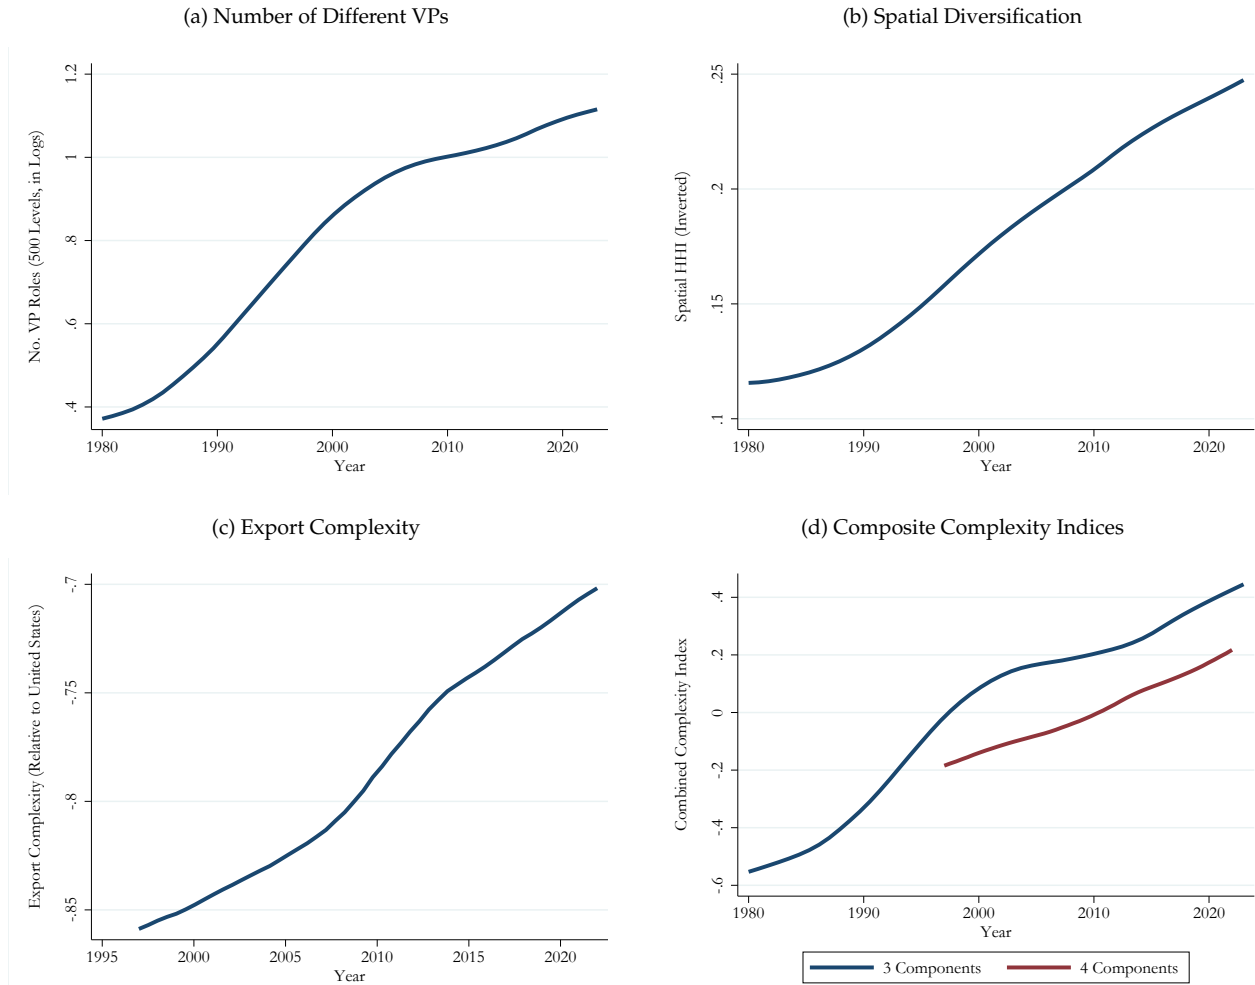 (a) Number of Different VPs
No. VP Roles (500 Levels, in Logs)
1.2
1
.8
.6
.4
1980 1990 2000 2010 2020
Year
(b) Spatial Diversification
Spatial HHI (Inverted)
.25
.2
.15
.1
1980 1990 2000 2010 2020
Year
(c) Export Complexity
Export Complexity (Relative to United States)
-.7
-.75
-.8
-.85
1995 2000 2005 2010 2015 2020
Year
(d) Composite Complexity Indices
Combined Complexity Index
.4
.2
0
-.2
-.4
-.6
1980 1990 2000 2010 2020
Year
3 Components 4 Components